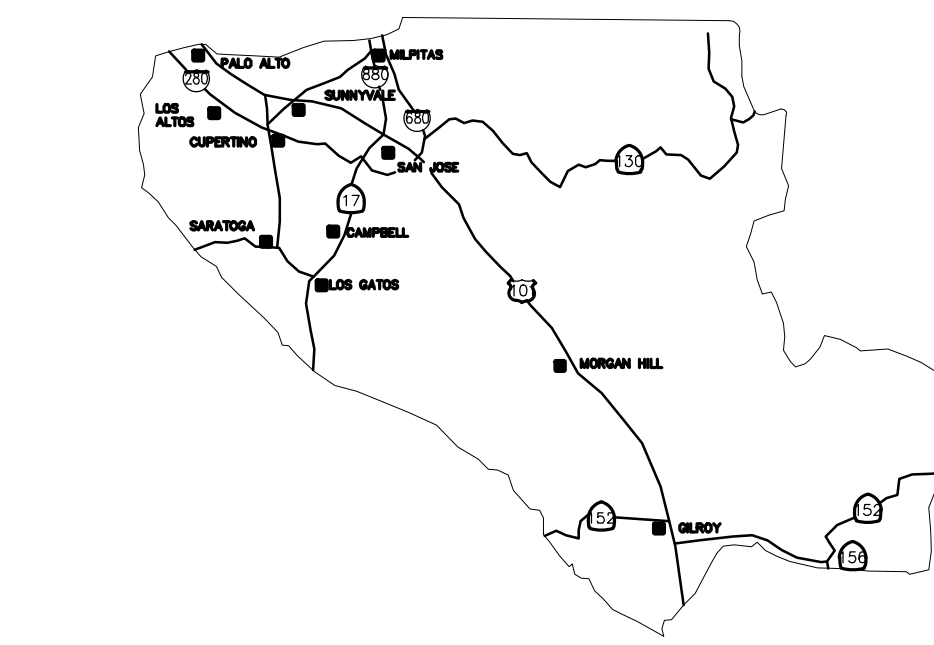 MILPITAS
PALO ALTO
280
880
SUNNYVALE
LOS
ALTOS
680
CUPERTINO
130
SAN JOSE
17
SARATOGA
CAMPBELL
LOS GATOS
101
MORGAN HILL
152
152
GILROY
156